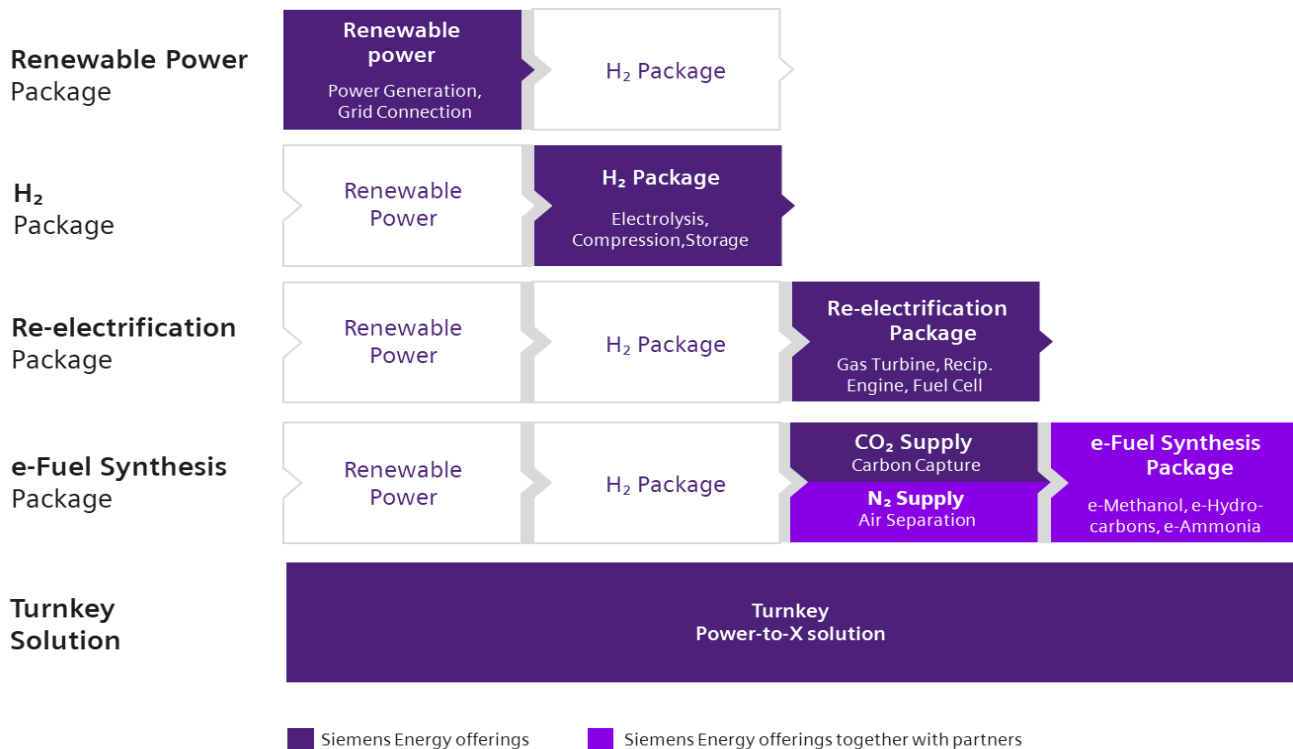 Renewable Power
Package
Renewable
power
Power Generation,
Grid Connection
H₂ Package
H₂
Package
Renewable
Power
H₂ Package
Electrolysis,
Compression,Storage
Re-electrification
Package
Renewable
Power
H₂ Package
Re-electrification
Package
Gas Turbine, Recip.
Engine, Fuel Cell
e-Fuel Synthesis
Package
Renewable
Power
H₂ Package
CO₂ Supply
Carbon Capture
N₂ Supply
Air Separation
e-Fuel Synthesis
Package
e-Methanol, e-Hydro-
carbons, e-Ammonia
Turnkey
Solution
Turnkey
Power-to-X solution
Siemens Energy offerings
Siemens Energy offerings together with partners